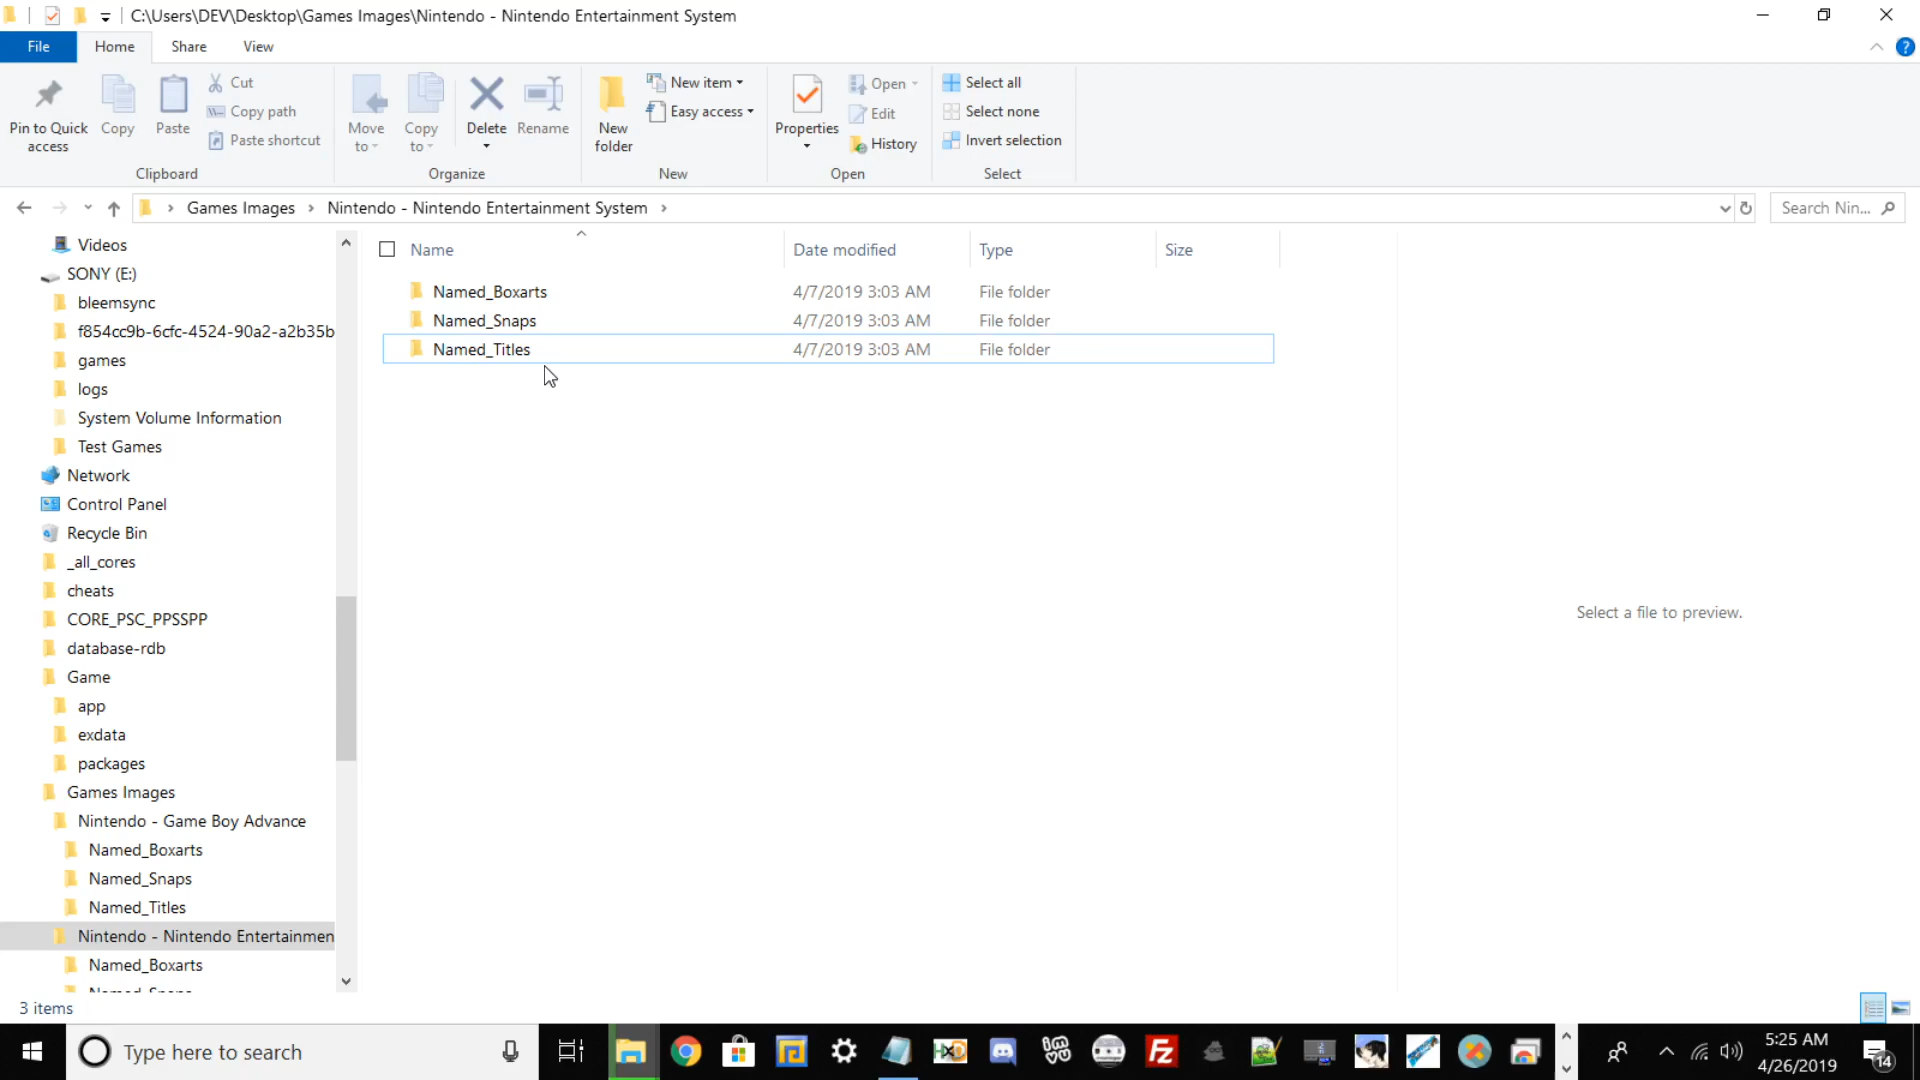 C:\Users\DEV\Desktop\Games Images\Nintendo - Nintendo Entertainment System
File
Home
Share
View
Pin to Quick access
Copy
Paste
Cut
Copy path
Paste shortcut
Clipboard
Move to
Copy to
Delete
Rename
Organize
New folder
New item
Easy access
New
Properties
Open
Edit
History
Open
Select all
Select none
Invert selection
Select
Games Images
Nintendo - Nintendo Entertainment System
Search Nin...
Videos
SONY (E:)
bleemsync
f854cc9b-6cfc-4524-90a2-a2b35b
games
logs
System Volume Information
Test Games
Network
Control Panel
Recycle Bin
_all_cores
cheats
CORE_PSC_PPSSPP
database-rdb
Game
app
exdata
packages
Games Images
Nintendo - Game Boy Advance
Named_Boxarts
Named_Snaps
Named_Titles
Nintendo - Nintendo Entertainmen
Named_Boxarts
Name Date modified Type Size
Named_Boxarts 4/7/2019 3:03 AM File folder
Named_Snaps 4/7/2019 3:03 AM File folder
Named_Titles 4/7/2019 3:03 AM File folder
Select a file to preview.
3 items
Type here to search
HxD
FZ
5:25 AM
4/26/2019
14